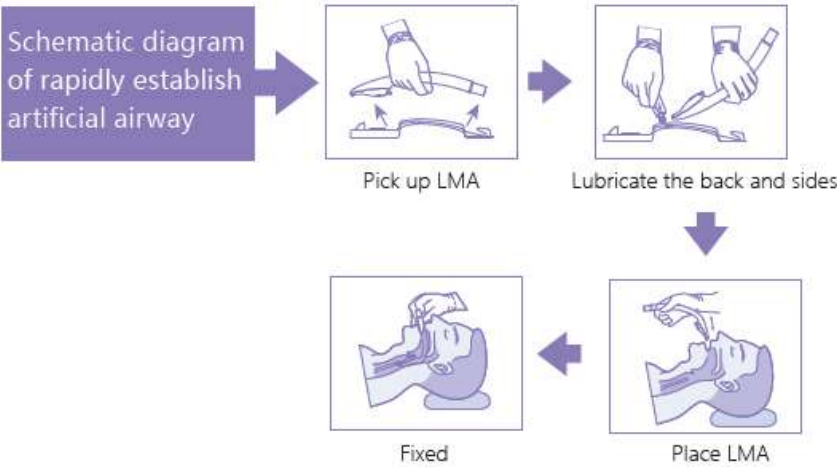 Schematic diagram
of rapidly establish
artificial airway
Pick up LMA
Lubricate the back and sides
Place LMA
Fixed